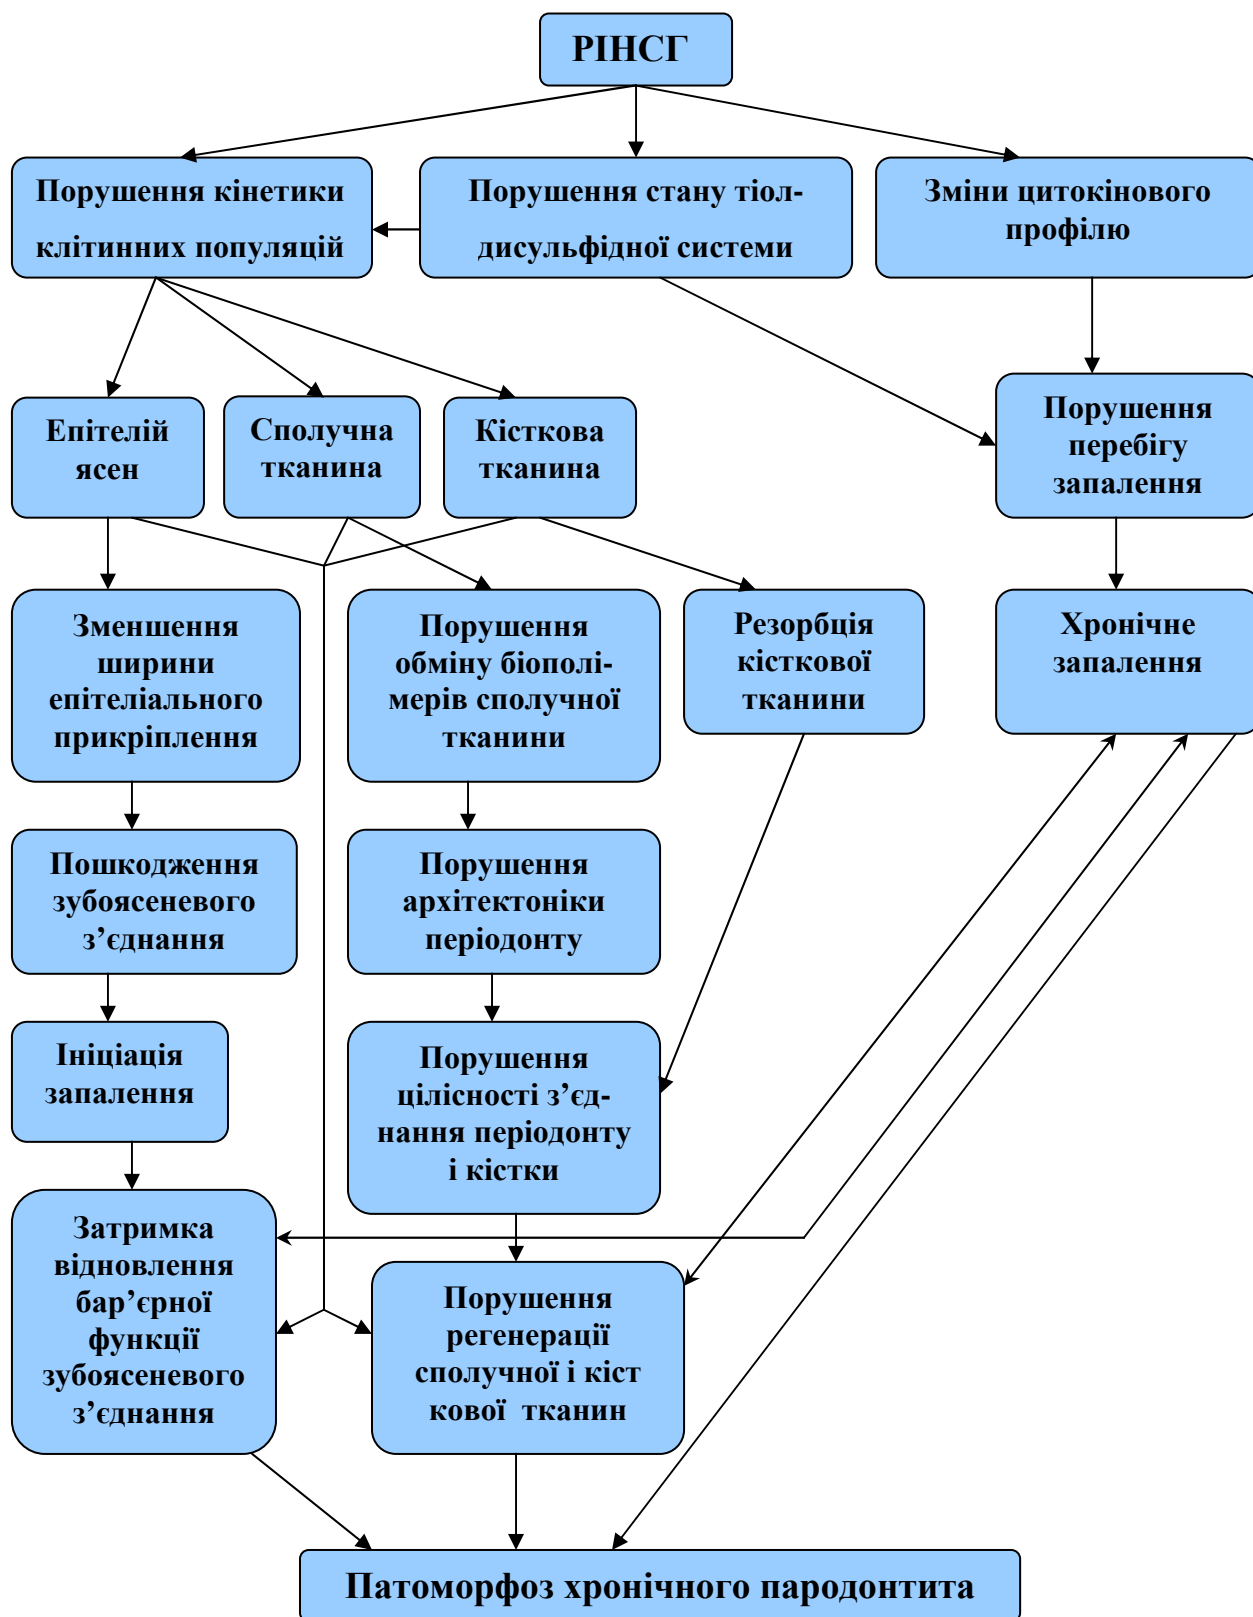 РІНСГ
Порушення кінетики
клітинних популяцій
Порушення стану тіол-
дисульфідної системи
Зміни цитокінового
профілю
Епітелій
ясен
Сполучна
тканина
Кісткова
тканина
Порушення
перебігу
запалення
Зменшення
ширини
епітеліального
прикріплення
Порушення
обміну біополі-
мерів сполучної
тканини
Резорбція
кісткової
тканини
Хронічне
запалення
Пошкодження
зубоясеневого
з’єднання
Порушення
архітектоніки
періодонту
Ініціація
запалення
Порушення
цілісності з’єд-
нання періодонту
і кістки
Затримка
відновлення
бар’єрної
функції
зубоясеневого
з’єднання
Порушення
регенерації
сполучної і кіст
кової тканин
Патоморфоз хронічного пародонтита